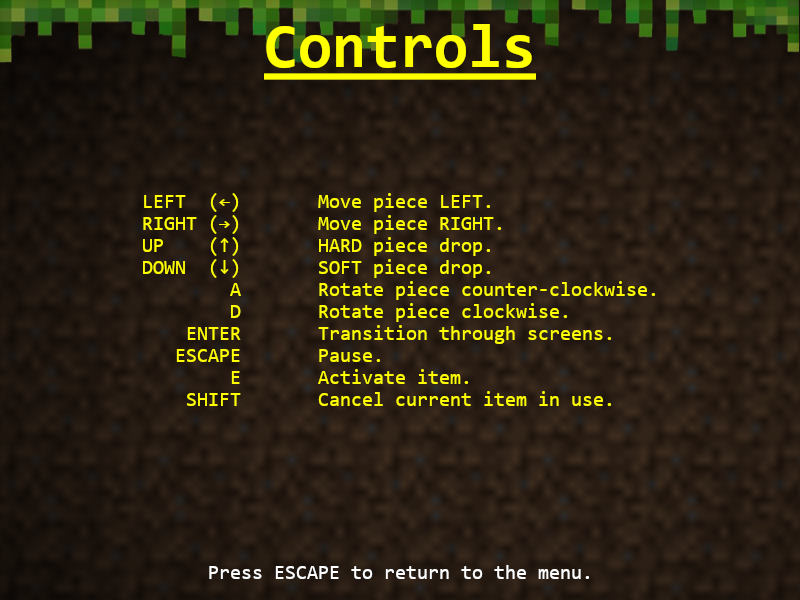 Controls
LEFT  (←)       Move piece LEFT.
RIGHT (→)       Move piece RIGHT.
UP    (↑)       HARD piece drop.
DOWN  (↓)       SOFT piece drop.
A       Rotate piece counter-clockwise.
D       Rotate piece clockwise.
ENTER       Transition through screens.
ESCAPE       Pause.
E       Activate item.
SHIFT       Cancel current item in use.
Press ESCAPE to return to the menu.